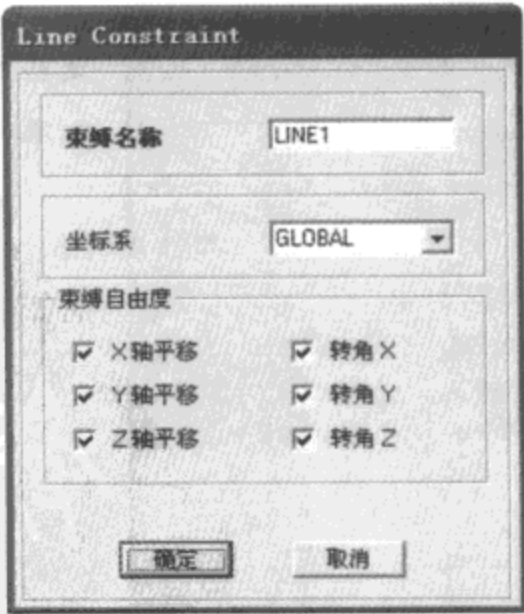 Line Constraint
束缚名称 LINE1
坐标系 GLOBAL
束缚自由度
X轴平移 转角X
Y轴平移 转角Y
Z轴平移 转角Z
确定 取消